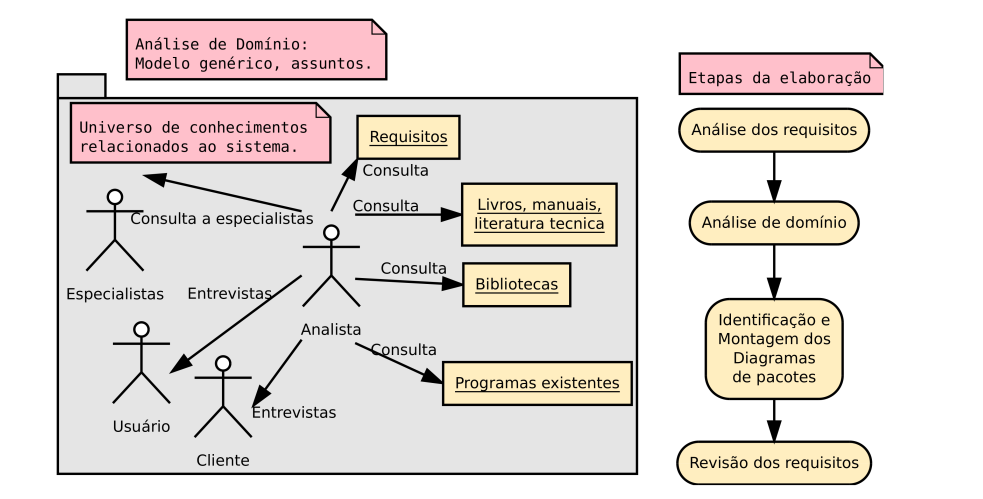 Análise de Domínio:
Modelo genérico, assuntos.
Universo de conhecimentos
relacionados ao sistema.
Requisitos
Consulta
Livros, manuais,
literatura tecnica
Consulta
Consulta a especialistas
Especialistas
Entrevistas
Consulta
Bibliotecas
Analista
Consulta
Programas existentes
Usuário
Entrevistas
Cliente
Etapas da elaboração
Análise dos requisitos
Análise de domínio
Identificação e
Montagem dos
Diagramas
de pacotes
Revisão dos requisitos